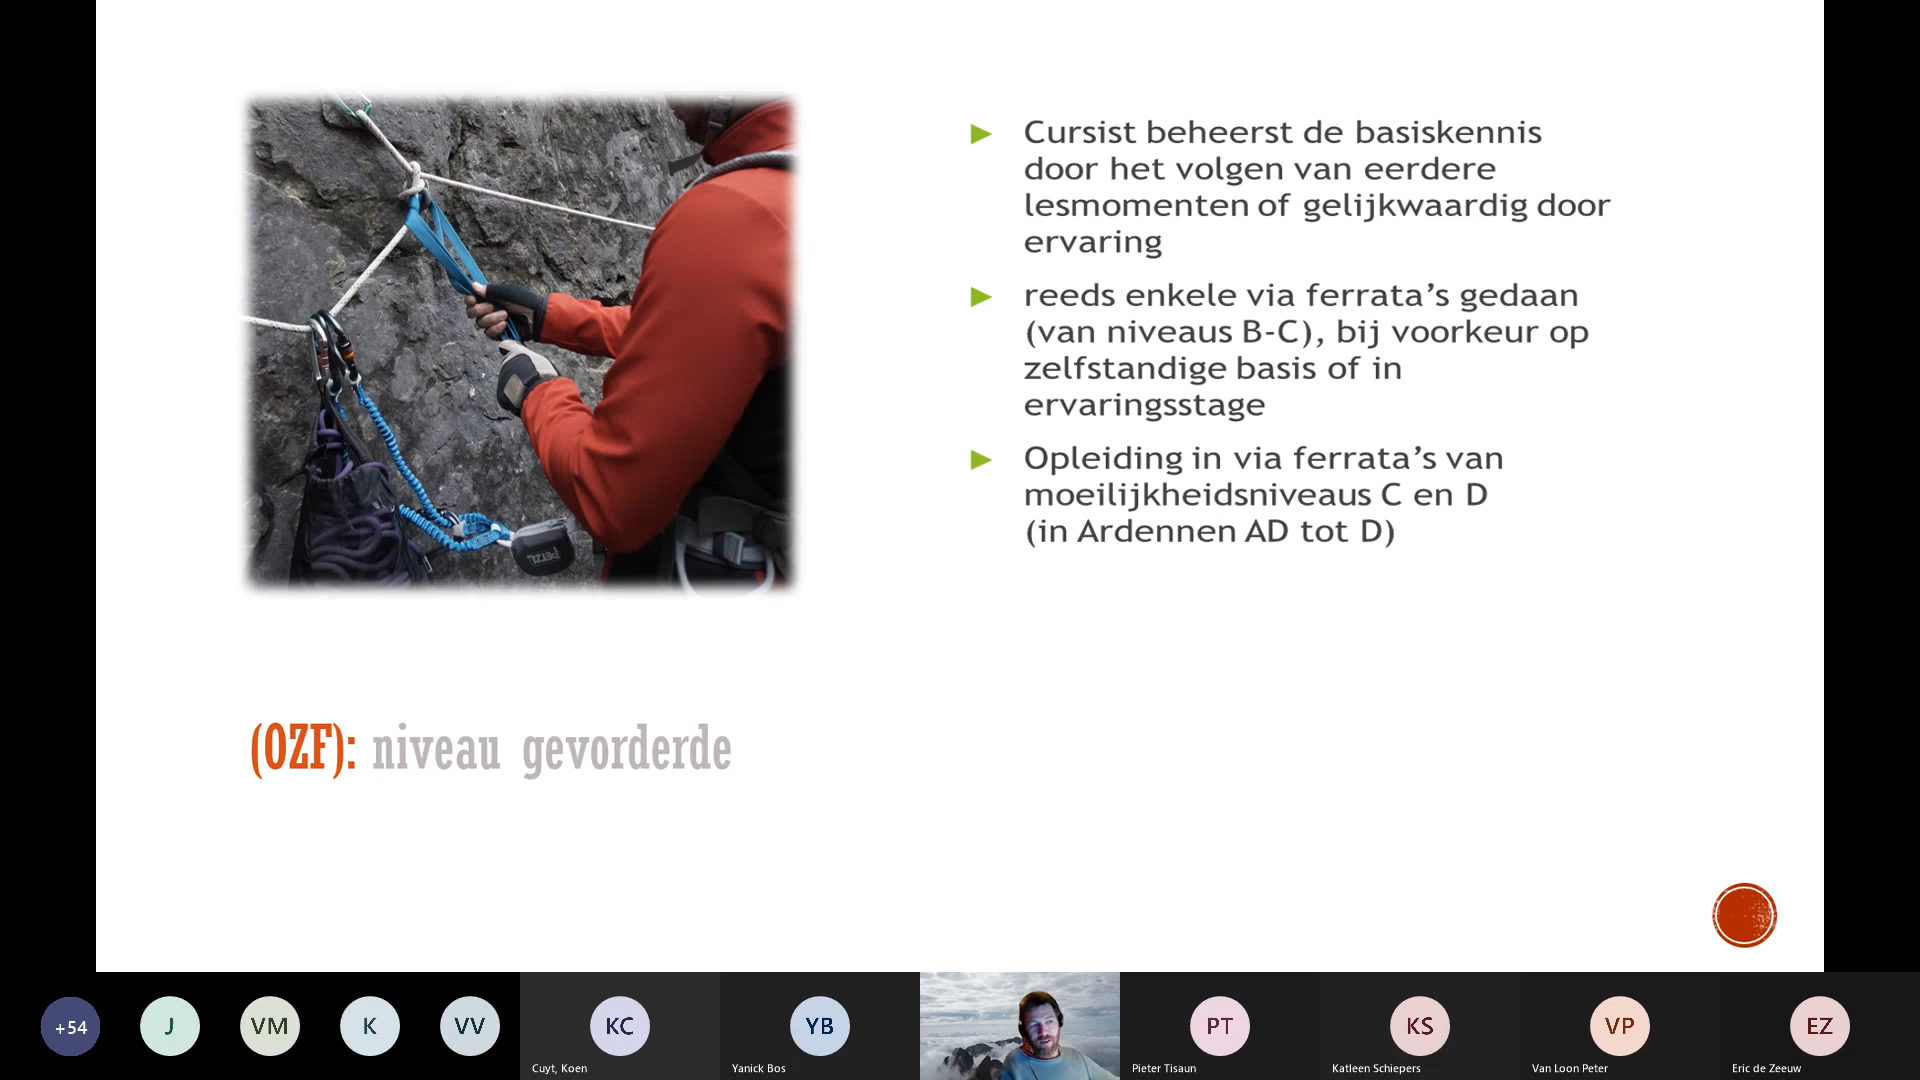 Cursist beheerst de basiskennis
door het volgen van eerdere
lesmomenten of gelijkwaardig door
ervaring
reeds enkele via ferrata’s gedaan
(van niveaus B-C), bij voorkeur op
zelfstandige basis of in
ervaringsstage
Opleiding in via ferrata’s van
moeilijkheidsniveaus C en D
(in Ardennen AD tot D)
PETZL
(OZF): niveau gevorderde
+54
J
VM
K
VV
KC
YB
PT
KS
VP
EZ
Cuyt, Koen
Yanick Bos
Pieter Tisaun
Katleen Schiepers
Van Loon Peter
Eric de Zeeuw